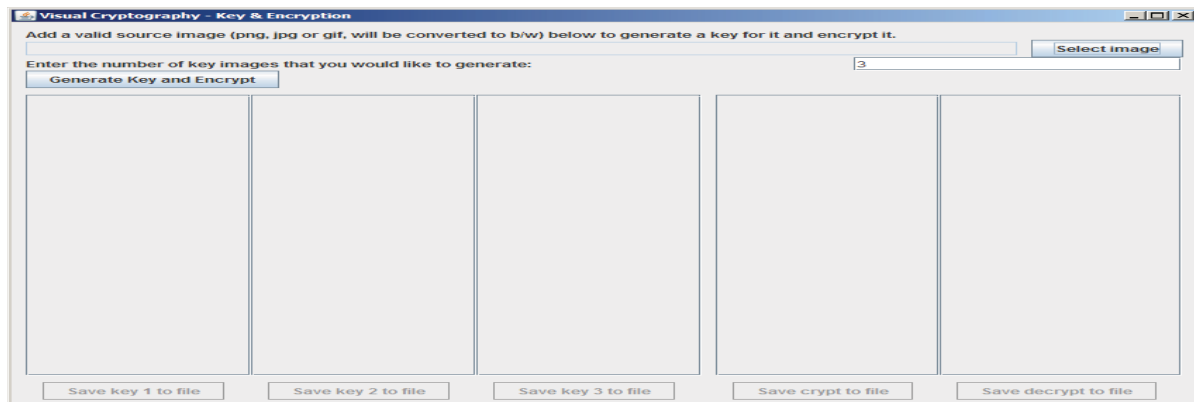 Visual Cryptography - Key & Encryption
Add a valid source image (png, jpg or gif, will be converted to b/w) below to generate a key for it and encrypt it.
Select image
Enter the number of key images that you would like to generate: 3
Generate Key and Encrypt
Save key 1 to file Save key 2 to file Save key 3 to file Save crypt to file Save decrypt to file